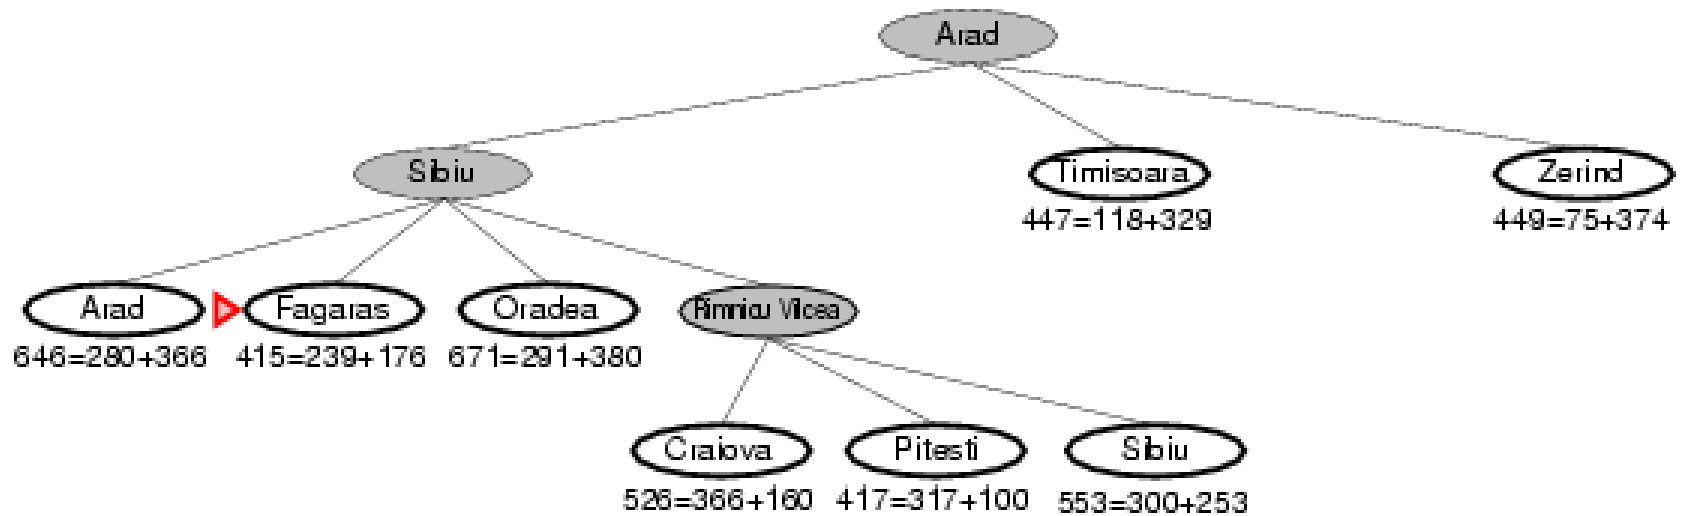 Arad
Sibiu
Timisoara
Zerind
447=118+329
449=75+374
Arad
Fagaras
Oradea
Rimnicu Vilcea
646=280+366
415=239+176
671=291+380
Craiova
Pitesti
Sibiu
526=366+160
417=317+100
553=300+253